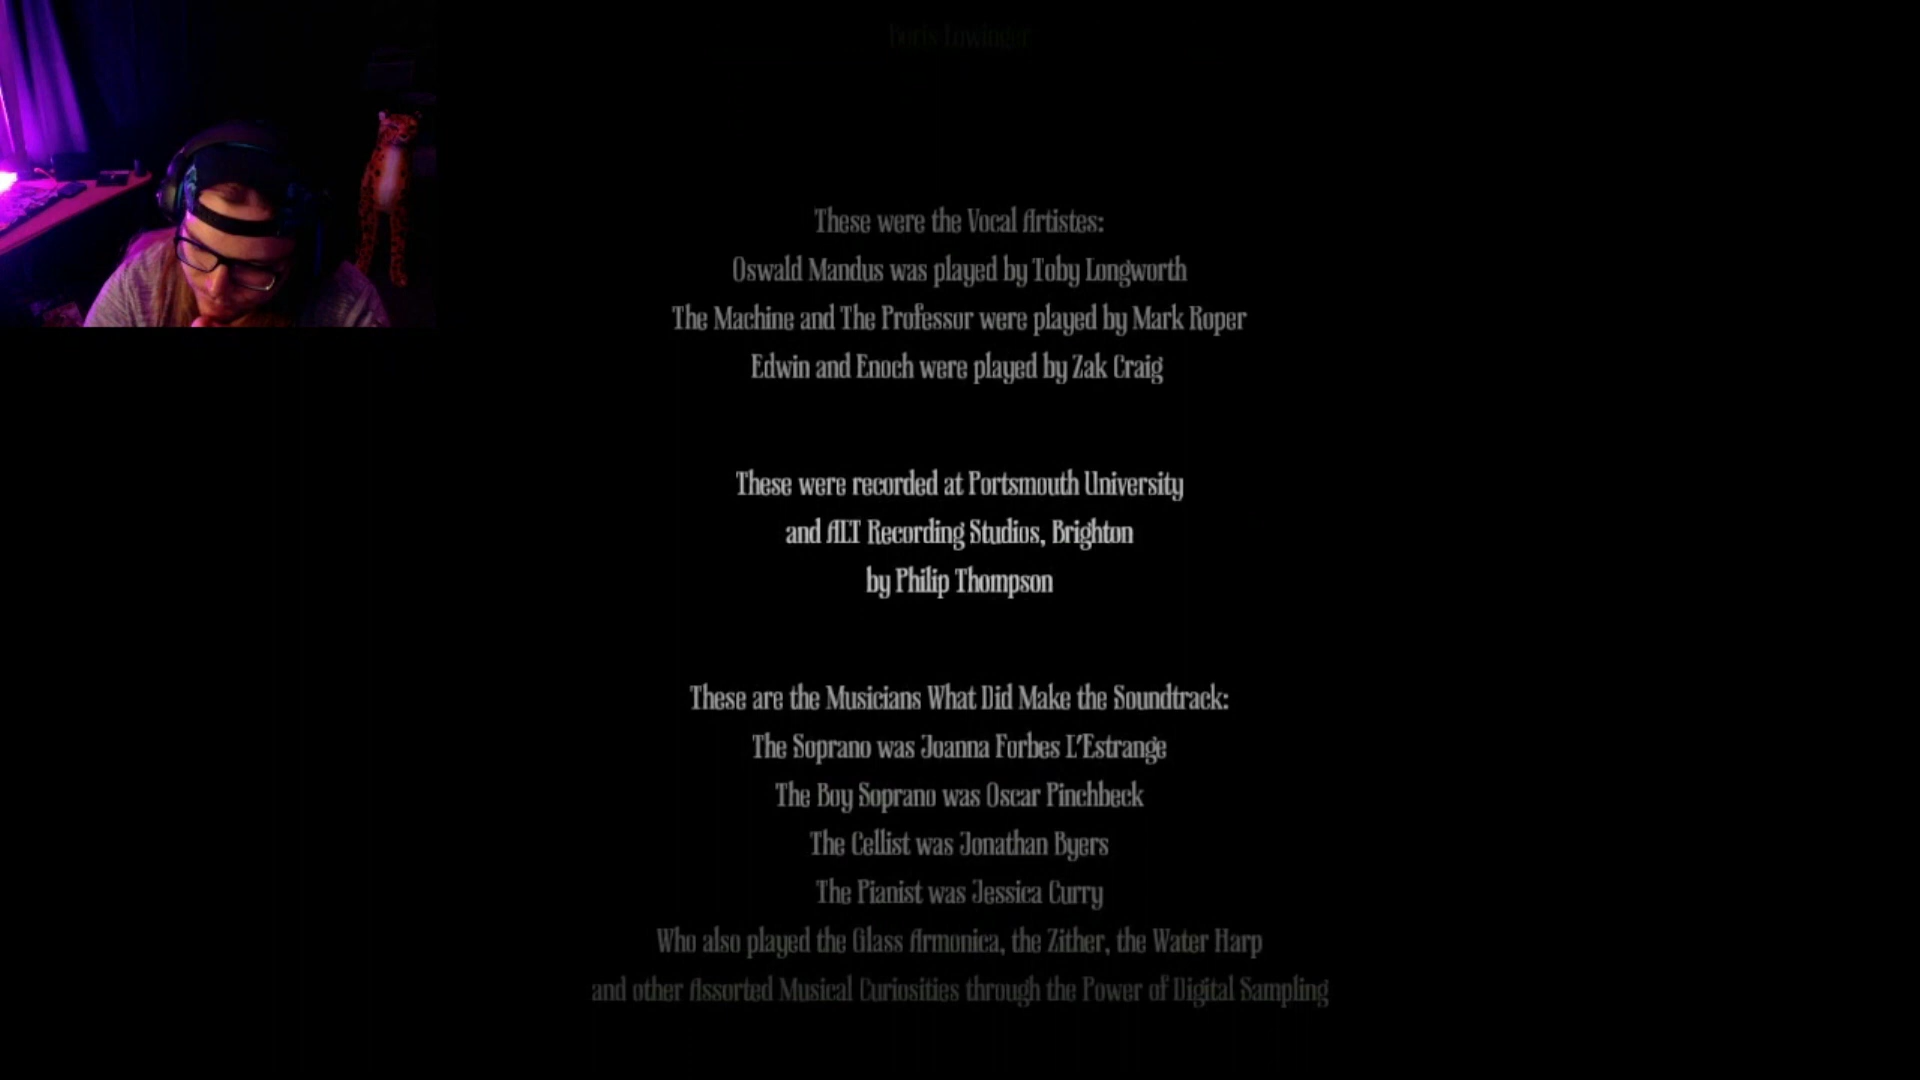 These were the Vocal Artistes:
Oswald Mandus was played by Toby Longworth
The Machine and The Professor were played by Mark Roper
Edwin and Enoch were played by Zak Craig
These were recorded at Portsmouth University
and ALT Recording Studios, Brighton
by Philip Thompson
These are the Musicians What Did Make the Soundtrack:
The Soprano was Joanna Forbes L'Estrange
The Boy Soprano was Oscar Pinchbeck
The Cellist was Jonathan Byers
The Pianist was Jessica Curry
Who also played the Glass Armonica, the Zither, the Water Harp
and other Assorted Musical Curiosities through the Power of Digital Sampling